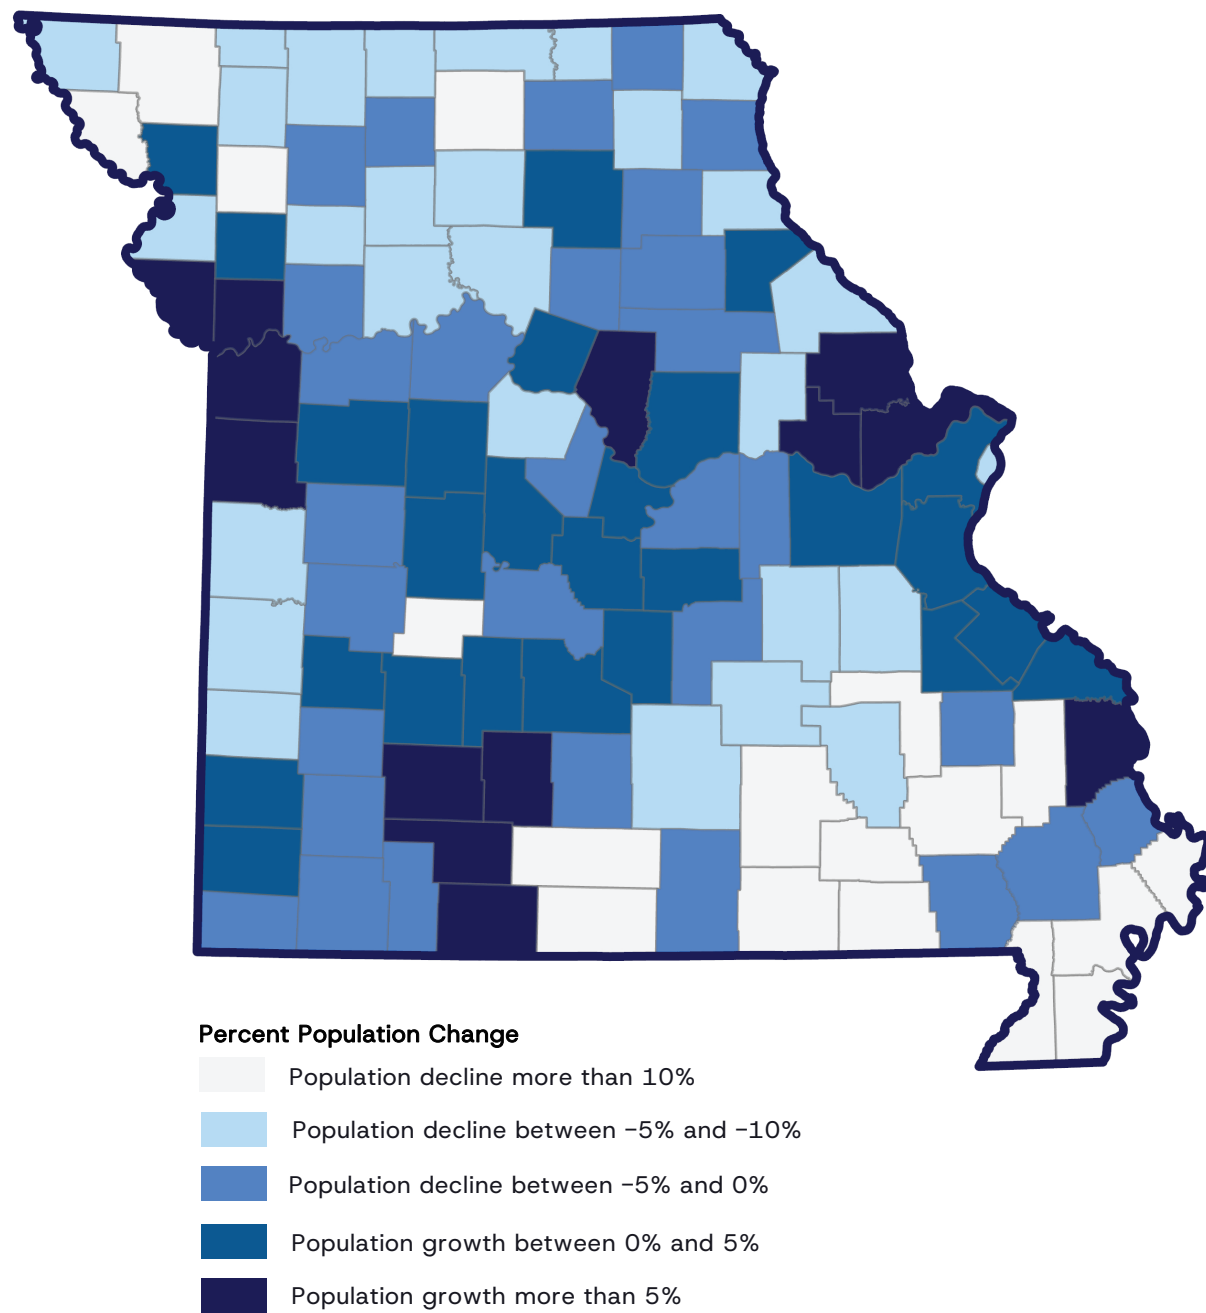 Percent Population Change
Population decline more than 10%
Population decline between -5% and -10%
Population decline between -5% and 0%
Population growth between 0% and 5%
Population growth more than 5%